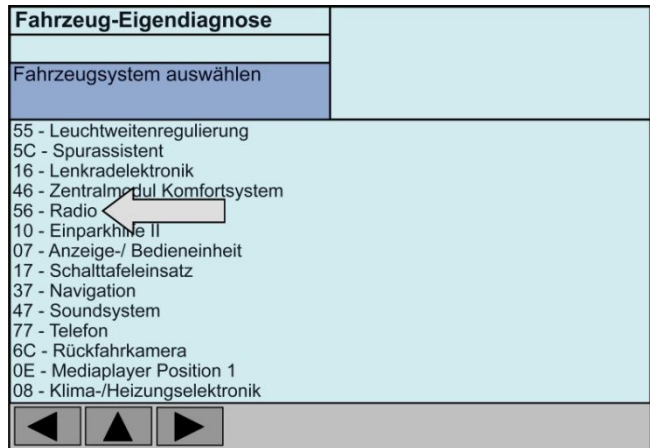 Fahrzeug-Eigendiagnose
Fahrzeugsystem auswählen
55 - Leuchtweitenregulierung
5C - Spurassistent
16 - Lenkradelektronik
46 - Zentralmodul Komfortsystem
56 - Radio
10 - Einparkhilfe II
07 - Anzeige-/ Bedieneinheit
17 - Schalttafeleinsatz
37 - Navigation
47 - Soundsystem
77 - Telefon
6C - Rückfahrkamera
0E - Mediaplayer Position 1
08 - Klima-/Heizungselektronik